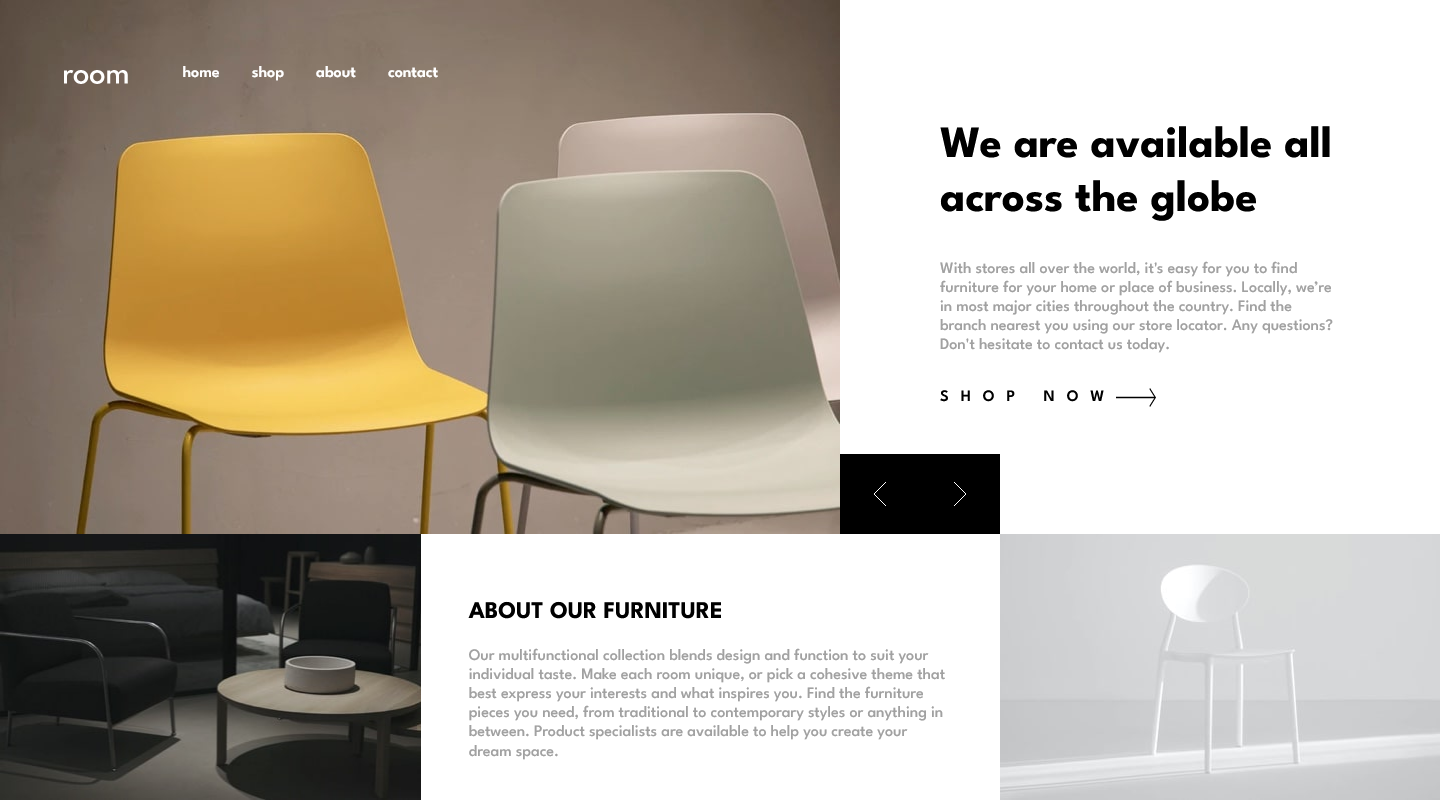 room
home shop about contact
We are available all
across the globe
With stores all over the world, it's easy for you to find
furniture for your home or place of business. Locally, we're
in most major cities throughout the country. Find the
branch nearest you using our store locator. Any questions?
Don't hesitate to contact us today.
SHOP NOW
ABOUT OUR FURNITURE
Our multifunctional collection blends design and function to suit your
individual taste. Make each room unique, or pick a cohesive theme that
best express your interests and what inspires you. Find the furniture
pieces you need, from traditional to contemporary styles or anything in
between. Product specialists are available to help you create your
dream space.